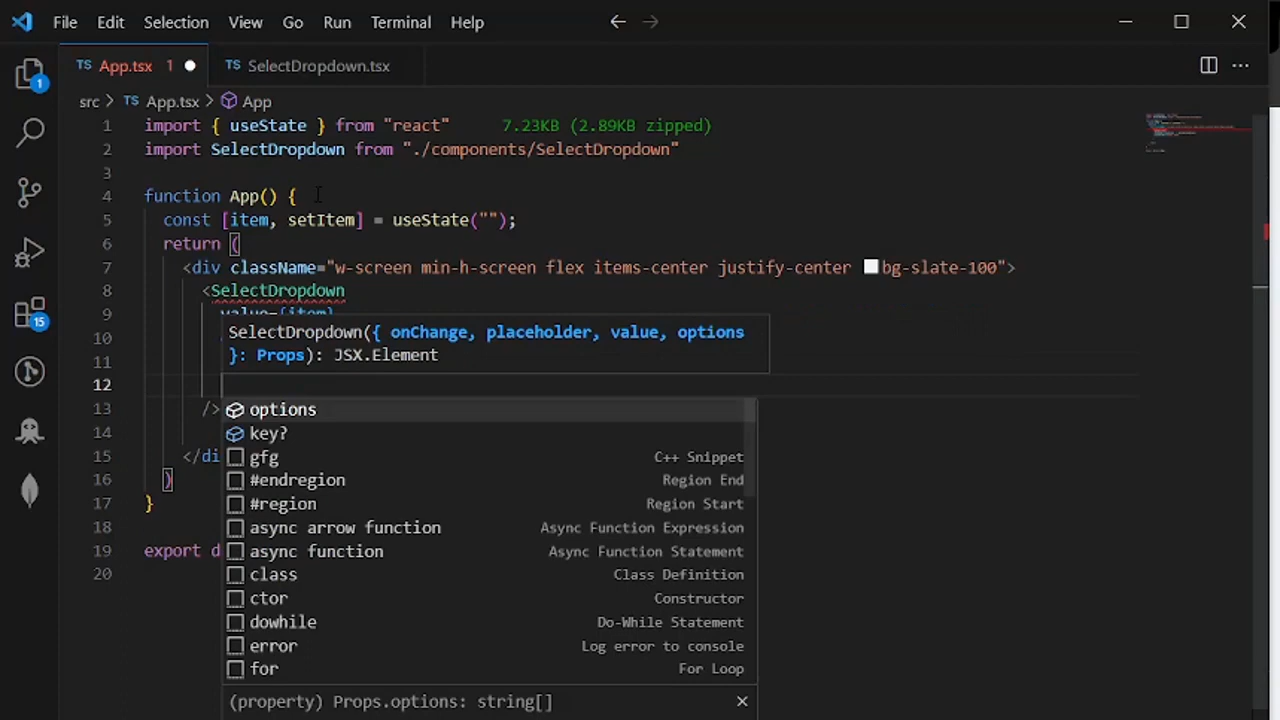 File Edit Selection View Go Run Terminal Help
TS App.tsx 1 TS SelectDropdown.tsx
1
src > TS App.tsx > App
1 import { useState } from "react" 7.23KB (2.89KB zipped)
2 import SelectDropdown from "./components/SelectDropdown"
3
4 function App() {
5 const [item, setItem] = useState("");
6 return (
7 <div className="w-screen min-h-screen flex items-center justify-center bg-slate-100">
8 <SelectDropdown
9 value={item}
15
SelectDropdown({ onChange, placeholder, value, options
10
}: Props): JSX.Element
11
12
13 /> options
14 key?
15 </di gfg C++ Snippet
16 ) #endregion Region End
17 } #region Region Start
18 async arrow function Async Function Expression
19 export d async function Async Function Statement
20 class Class Definition
ctor Constructor
dowhile Do-While Statement
error Log error to console
for For Loop
(property) Props.options: string[]